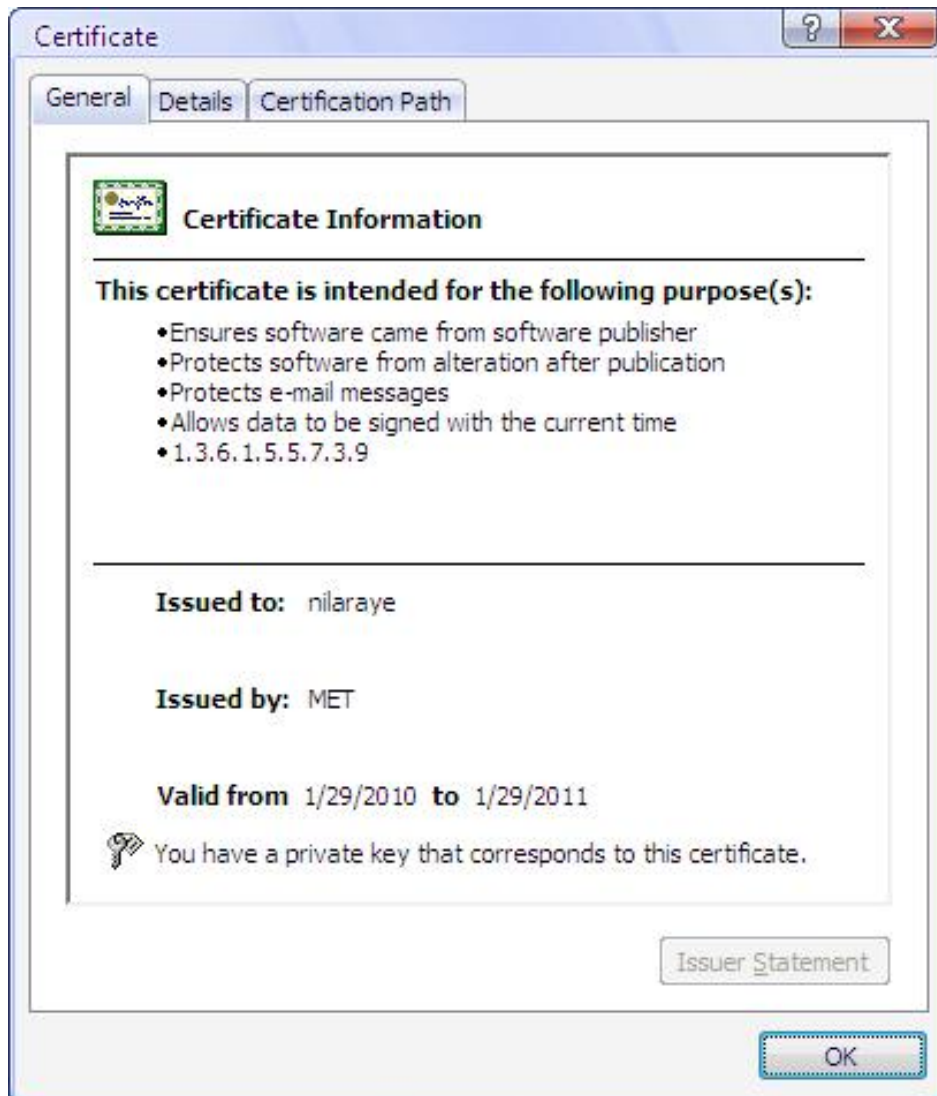 Certificate
General Details Certification Path
Certificate Information
This certificate is intended for the following purpose(s):
•Ensures software came from software publisher
•Protects software from alteration after publication
•Protects e-mail messages
•Allows data to be signed with the current time
•1.3.6.1.5.5.7.3.9
Issued to: nilaraye
Issued by: MET
Valid from 1/29/2010 to 1/29/2011
You have a private key that corresponds to this certificate.
Issuer Statement
OK